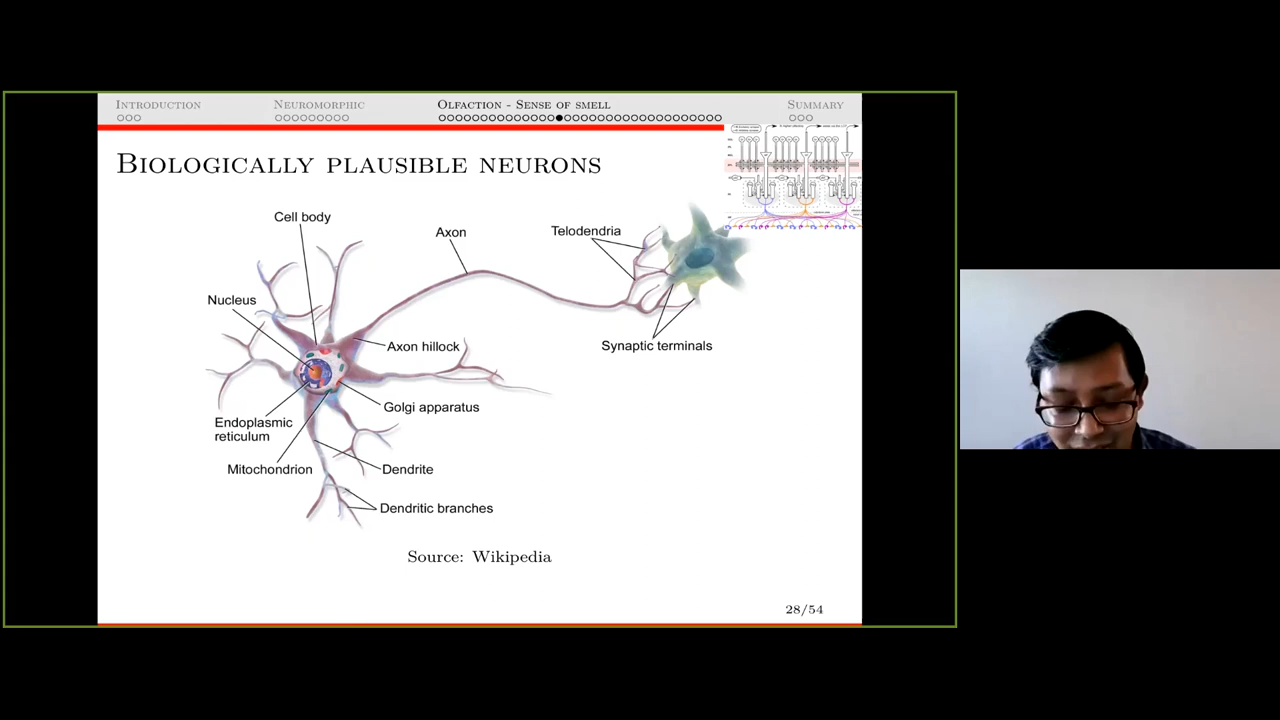 Introduction Neuromorphic Olfaction - Sense of smell Summary
Biologically plausible neurons
Cell body
Axon
Telodendria
Nucleus
Axon hillock
Synaptic terminals
Golgi apparatus
Endoplasmic
reticulum
Mitochondrion
Dendrite
Dendritic branches
Source: Wikipedia
28/54